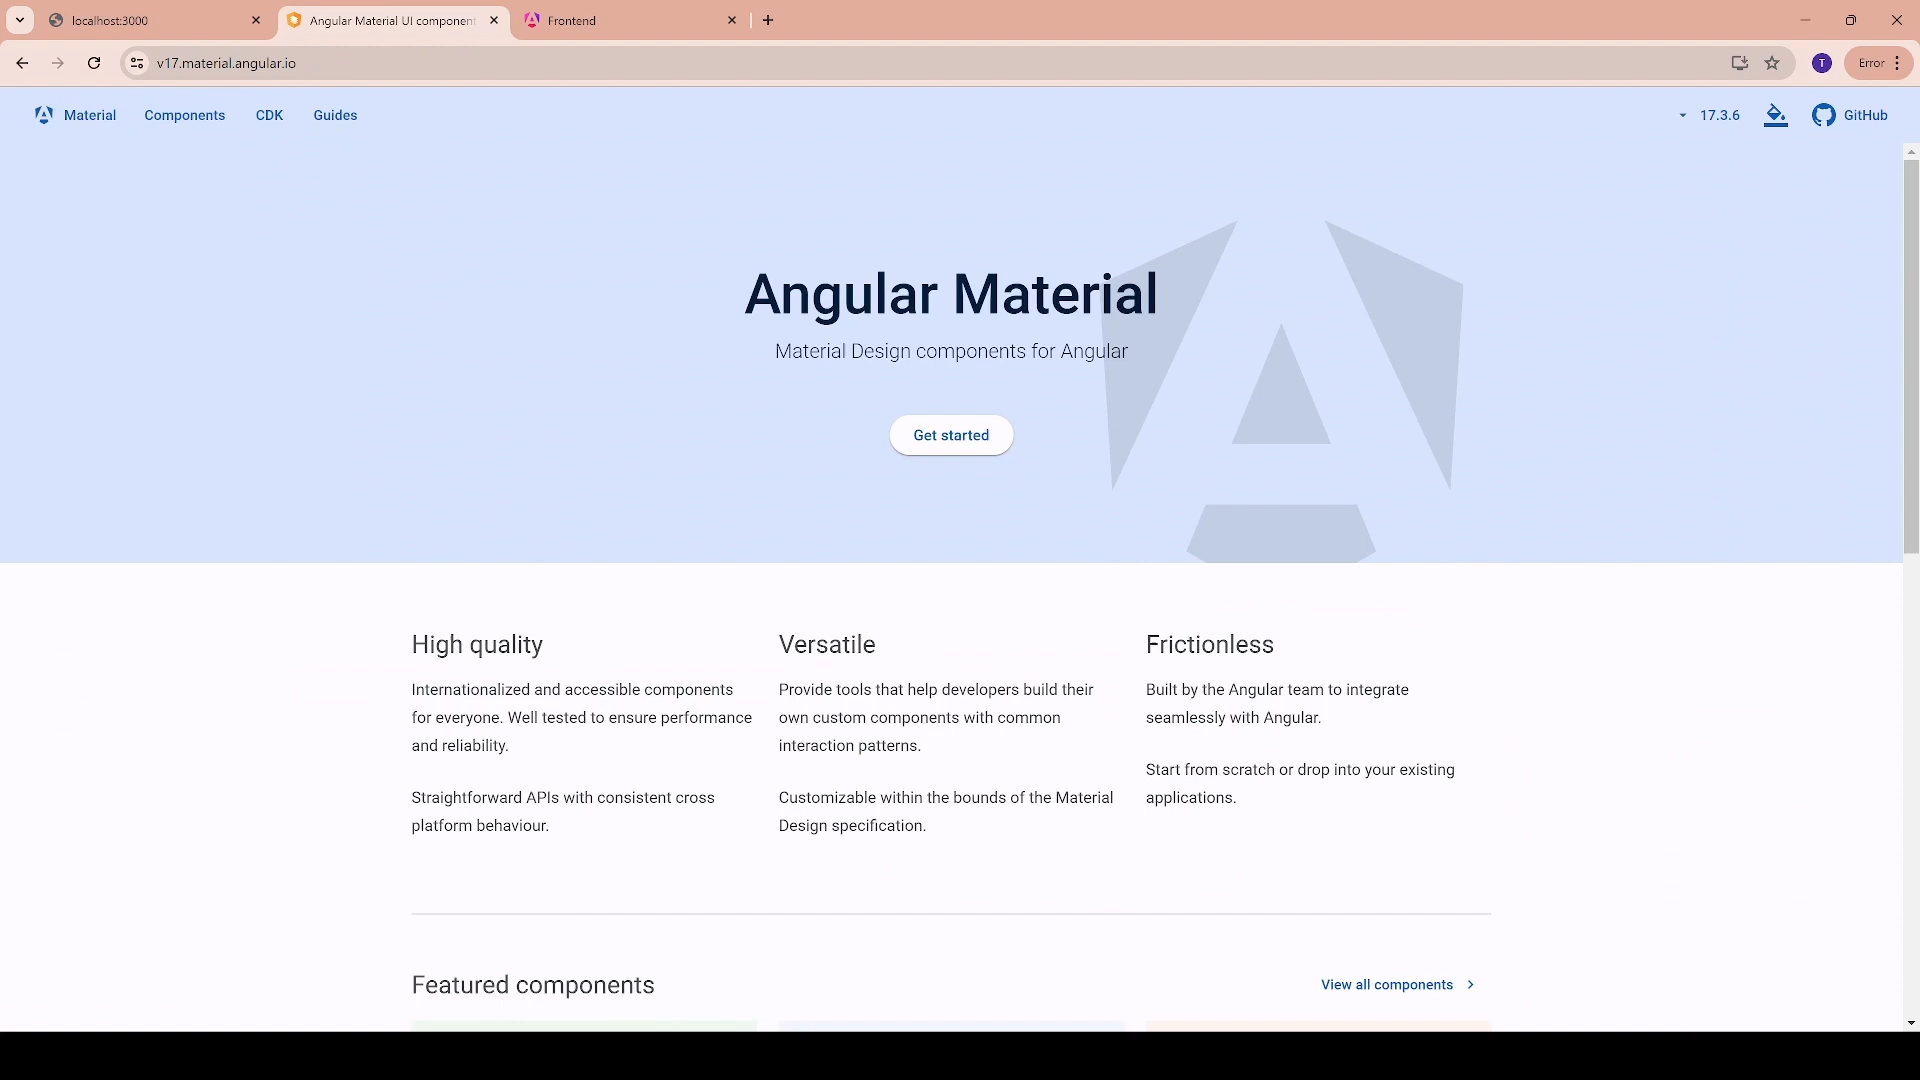 localhost:3000
Angular Material UI component
Frontend
v17.material.angular.io
T
Error
Material
Components
CDK
Guides
17.3.6
GitHub
Angular Material
Material Design components for Angular
Get started
High quality
Internationalized and accessible components
for everyone. Well tested to ensure performance
and reliability.
Straightforward APIs with consistent cross
platform behaviour.
Versatile
Provide tools that help developers build their
own custom components with common
interaction patterns.
Customizable within the bounds of the Material
Design specification.
Frictionless
Built by the Angular team to integrate
seamlessly with Angular.
Start from scratch or drop into your existing
applications.
Featured components
View all components